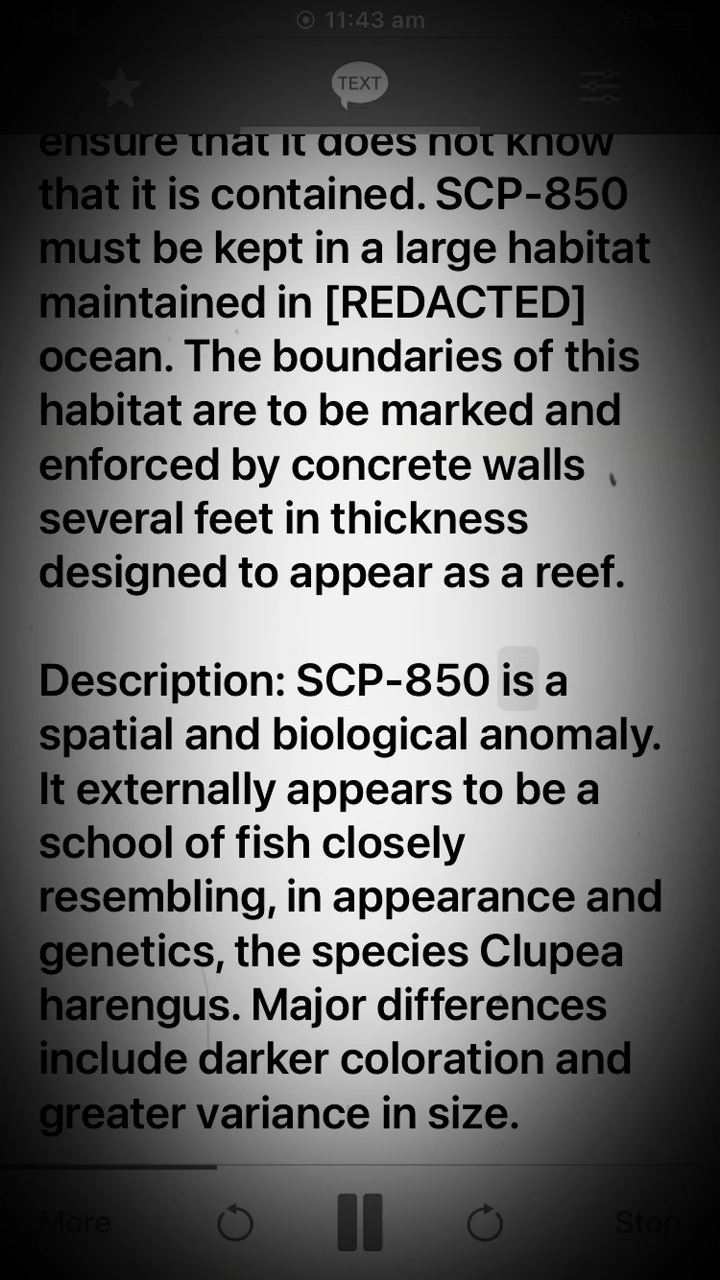 11:43 am
TEXT
ensure that it does not know
that it is contained. SCP-850
must be kept in a large habitat
maintained in [REDACTED]
ocean. The boundaries of this
habitat are to be marked and
enforced by concrete walls
several feet in thickness
designed to appear as a reef.
Description: SCP-850 is a
spatial and biological anomaly.
It externally appears to be a
school of fish closely
resembling, in appearance and
genetics, the species Clupea
harengus. Major differences
include darker coloration and
greater variance in size.
More
Stop